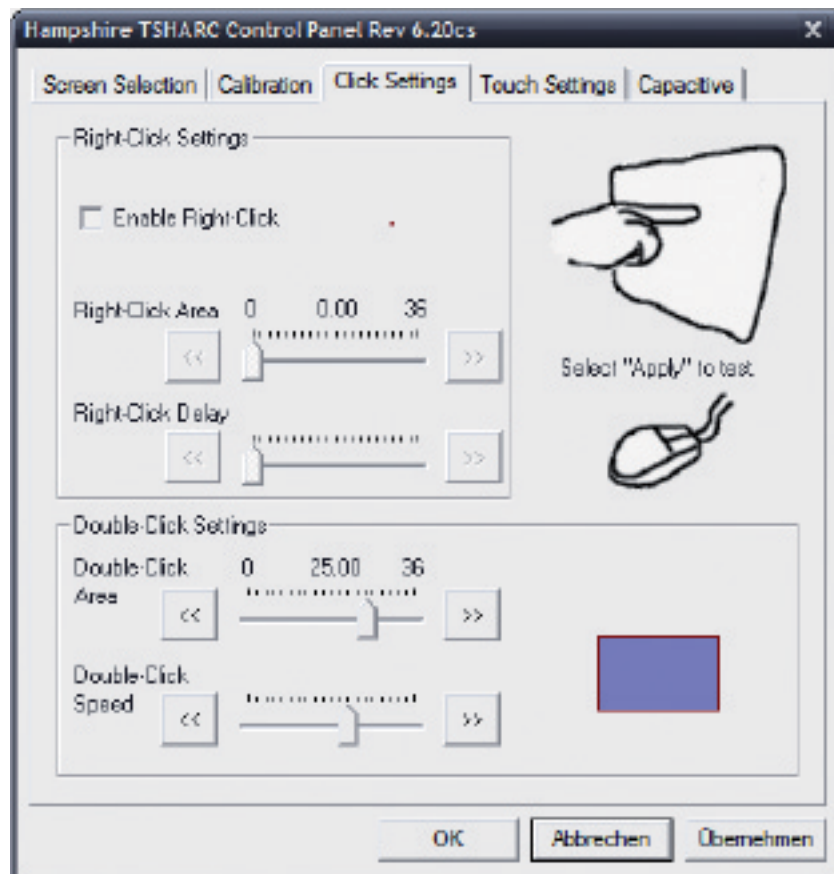 Hampshire TSHARC Control Panel Rev 6.20cs
Screen Selection Calibration Click Settings Touch Settings Capacitive
Right-Click Settings
Enable Right-Click
Right-Click Area 0 0.00 36
<< >>
Select "Apply" to test
Right-Click Delay
<< >>
Double-Click Settings
Double-Click 0 25.00 36
Area
<< >>
Double-Click
Speed
<< >>
OK Abbrechen Übernehmen